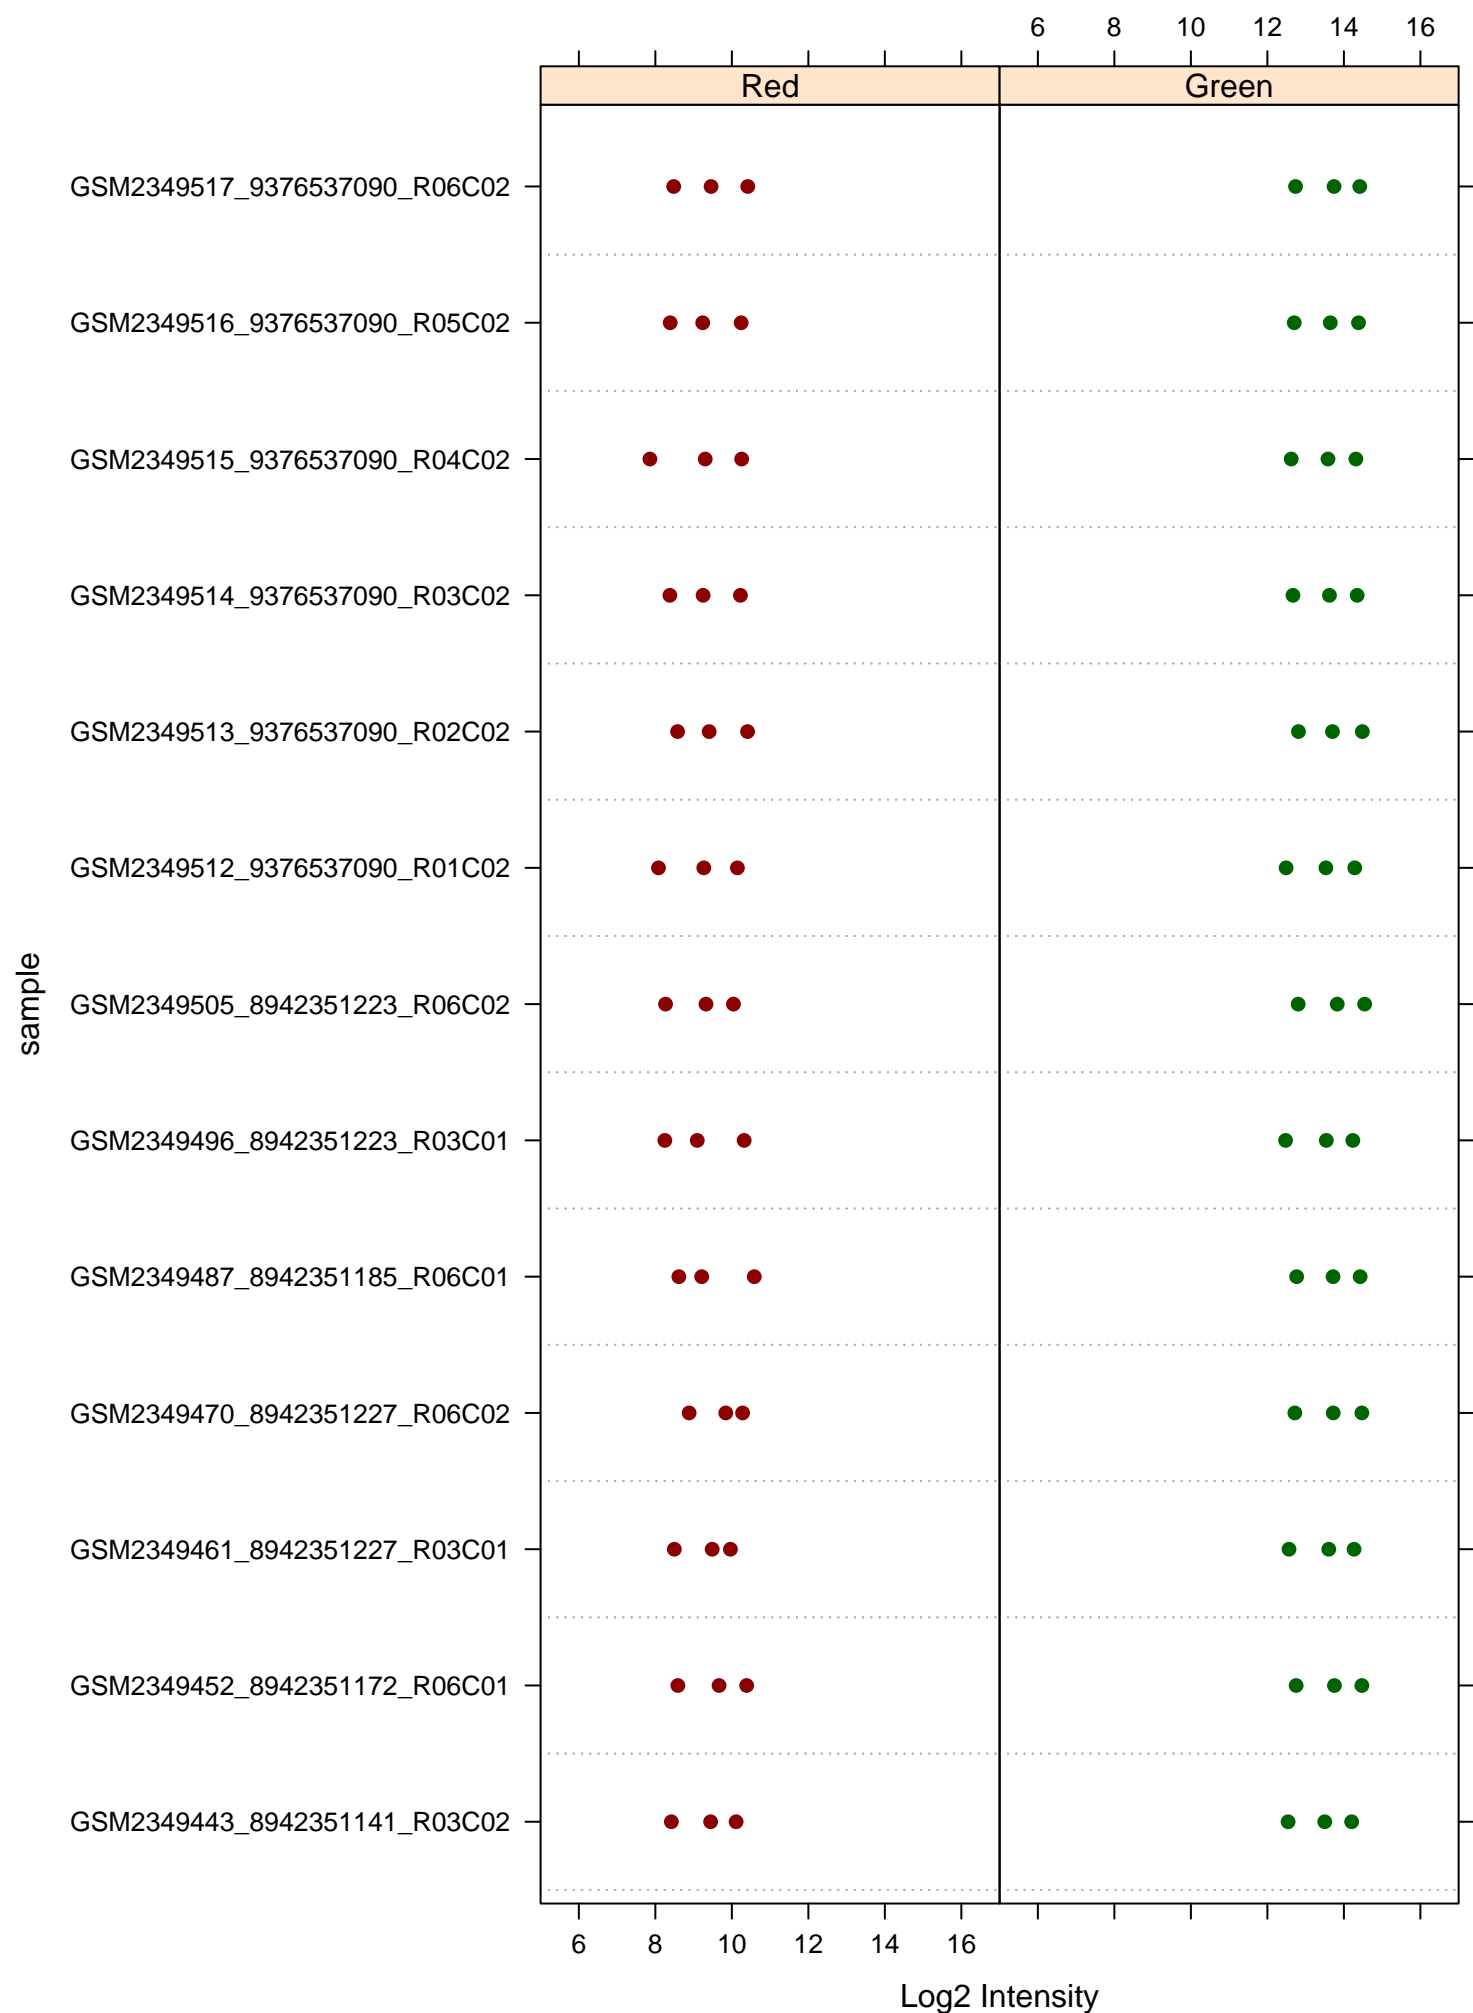 6 8 10 12 14 16
Red Green
GSM2349517_9376537090_R06C02
GSM2349516_9376537090_R05C02
GSM2349515_9376537090_R04C02
GSM2349514_9376537090_R03C02
GSM2349513_9376537090_R02C02
GSM2349512_9376537090_R01C02
GSM2349505_8942351223_R06C02
GSM2349496_8942351223_R03C01
GSM2349487_8942351185_R06C01
GSM2349470_8942351227_R06C02
GSM2349461_8942351227_R03C01
GSM2349452_8942351172_R06C01
GSM2349443_8942351141_R03C02
sample
6 8 10 12 14 16
Log2 Intensity